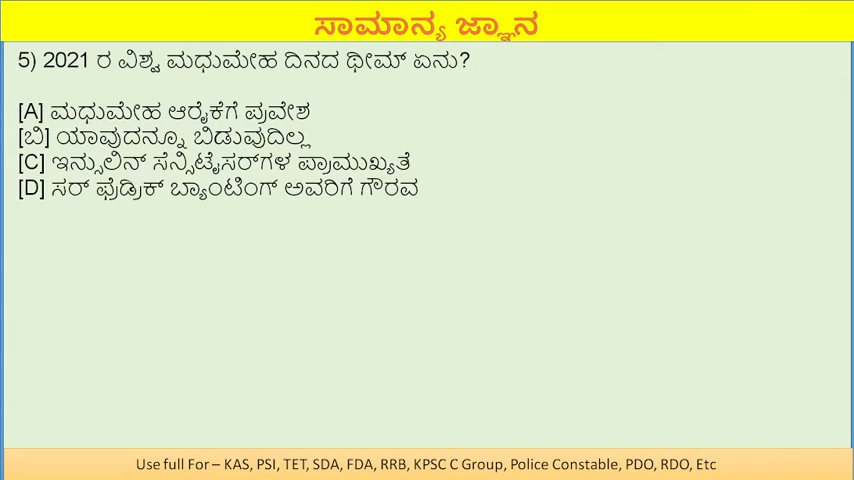 ಸಾಮಾನ್ಯ ಜ್ಞಾನ
5) 2021 ರ ವಿಶ್ವ ಮಧುಮೇಹ ದಿನದ ಥೀಮ್ ಏನು?
[A] ಮಧುಮೇಹ ಆರೈಕೆಗೆ ಪ್ರವೇಶ
[ಬಿ] ಯಾವುದನ್ನೂ ಬಿಡುವುದಿಲ್ಲ
[C] ಇನ್ಸುಲಿನ್ ಸೆನ್ಸಿಟೈಸರ್‌ಗಳ ಪ್ರಾಮುಖ್ಯತೆ
[D] ಸರ್ ಫ್ರೆಡ್ರಿಕ್ ಬ್ಯಾಂಟಿಂಗ್ ಅವರಿಗೆ ಗೌರವ
Use full For – KAS, PSI, TET, SDA, FDA, RRB, KPSC C Group, Police Constable, PDO, RDO, Etc